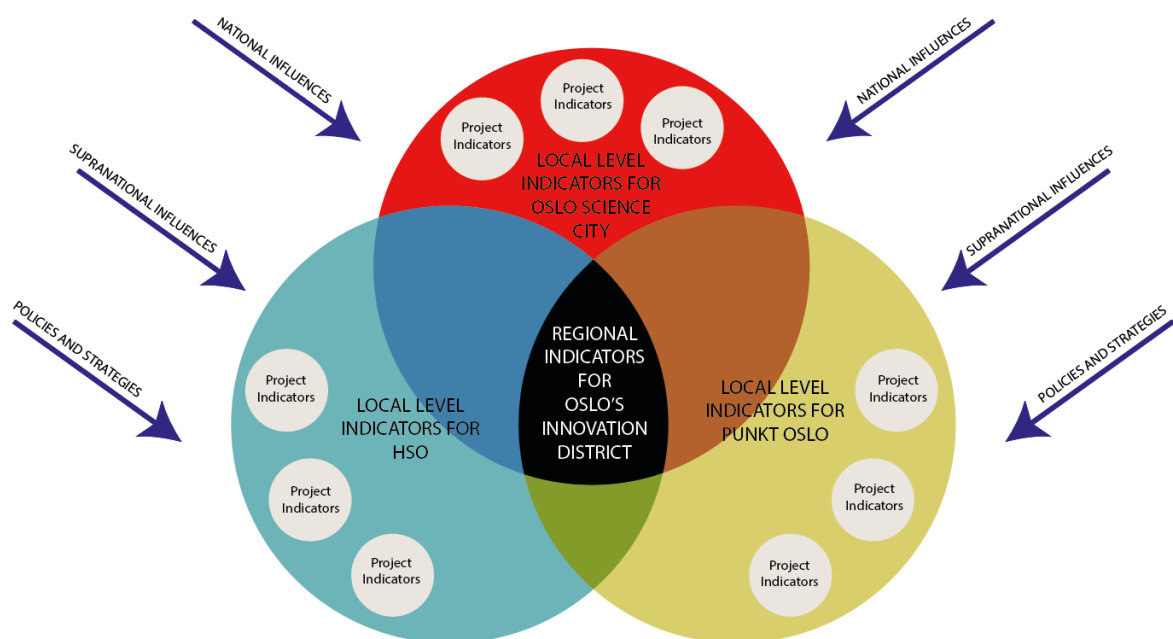 NATIONAL INFLUENCES
NATIONAL INFLUENCES
Project
Indicators
Project
Indicators
Project
Indicators
LOCAL LEVEL
INDICATORS FOR
OSLO SCIENCE
CITY
SUPRANATIONAL INFLUENCES
SUPRANATIONAL INFLUENCES
POLICIES AND STRATEGIES
POLICIES AND STRATEGIES
REGIONAL
INDICATORS
FOR
OSLO’S
INNOVATION
DISTRICT
Project
Indicators
LOCAL LEVEL
INDICATORS FOR
HSO
Project
Indicators
Project
Indicators
LOCAL LEVEL
INDICATORS FOR
PUNKT OSLO
Project
Indicators
Project
Indicators
Project
Indicators